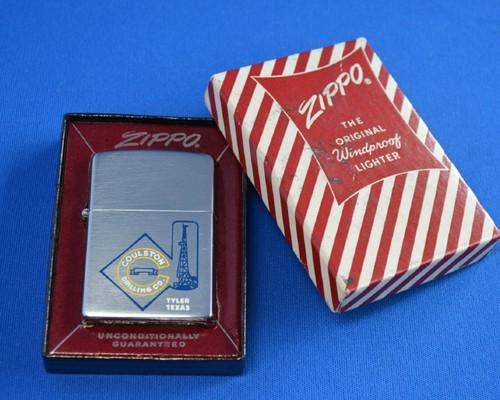 ZIPPO®
THE
ORIGINAL
Windproof
LIGHTER
ZIPPO.
COULSTON
DRILLING CO.
TYLER
TEXAS
UNCONDITIONALLY
GUARANTEED